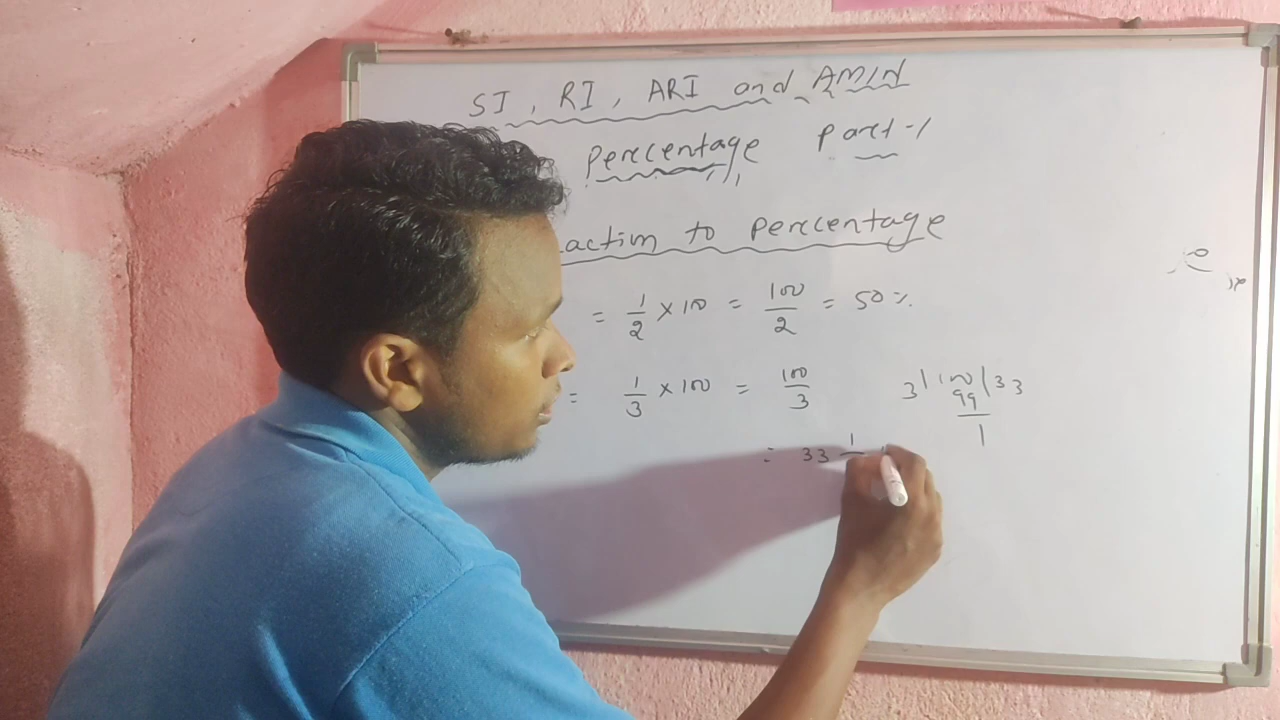 SI, RI, ARI and AMIN
Percentage Part-1
action to Percentage
= 1/2 × 100 = 100/2 = 50%
= 1/3 × 100 = 100/3
3)100(33
99
1
= 33 1